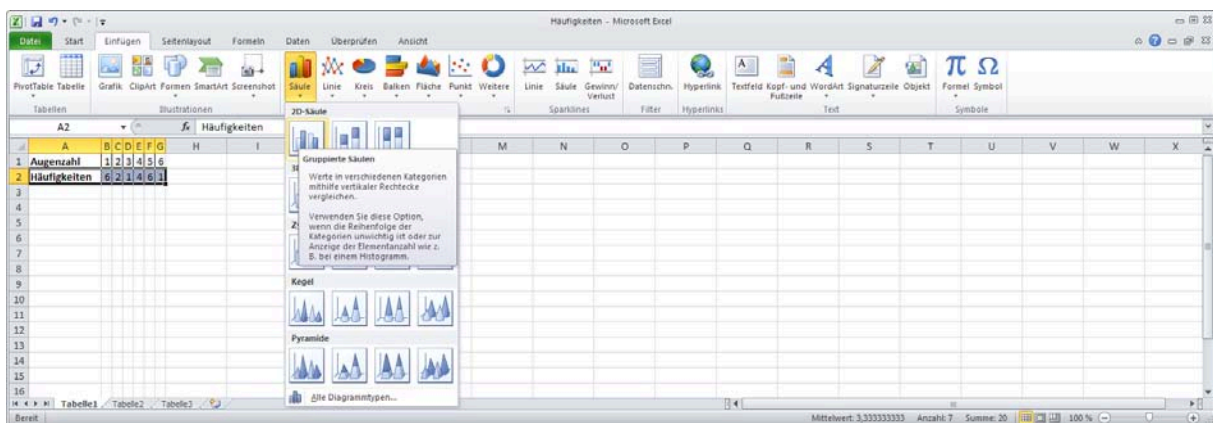 Häufigkeiten - Microsoft Excel
Datei Start Einfügen Seitenlayout Formeln Daten Überprüfen Ansicht
PivotTable Tabelle Grafik ClipArt Formen SmartArt Screenshot Säule Linie Kreis Balken Fläche Punkt Weitere Linie Säule Gewinn/ Verlust Datenschn. Hyperlink Textfeld Kopf- und Fußzeile WordArt Signaturzeile Objekt Formel Symbol
Tabellen Illustrationen Sparklines Filter Hyperlinks Text Symbole
A2 fx Häufigkeiten
2D-Säule
A B C D E F G H I M N O P Q R S T U V W X
1 Augenzahl 1 2 3 4 5 6
2 Häufigkeiten 6 2 1 4 6 1
3
4
5
6
7
8
9
10
11
12
13
14
15
16
Gruppierte Säulen
Werte in verschiedenen Kategorien
mithilfe vertikaler Rechtecke
vergleichen.
Verwenden Sie diese Option,
wenn die Reihenfolge der
Kategorien unwichtig ist oder zur
Anzeige der Elementanzahl wie z.
B. bei einem Histogramm.
Kegel
Pyramide
Alle Diagrammtypen...
Tabelle1 Tabelle2 Tabelle3
Bereit Mittelwert: 3,333333333 Anzahl: 7 Summe: 20 100 %